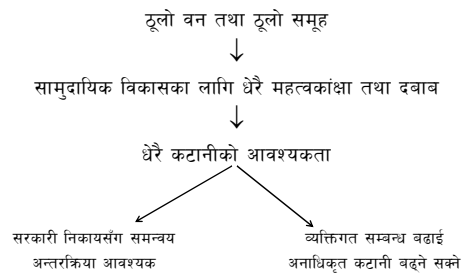 ठूलो वन तथा ठूलो समूह
सामुदायिक विकासका लागि धेरै महत्वकांक्षा तथा दबाब
धेरै कटानीको आवश्यकता
सरकारी निकायसँग समन्वय
अन्तरक्रिया आवश्यक
व्यक्तिगत सम्बन्ध बढाई
अनाधिकृत कटानी बढ्ने सक्ने